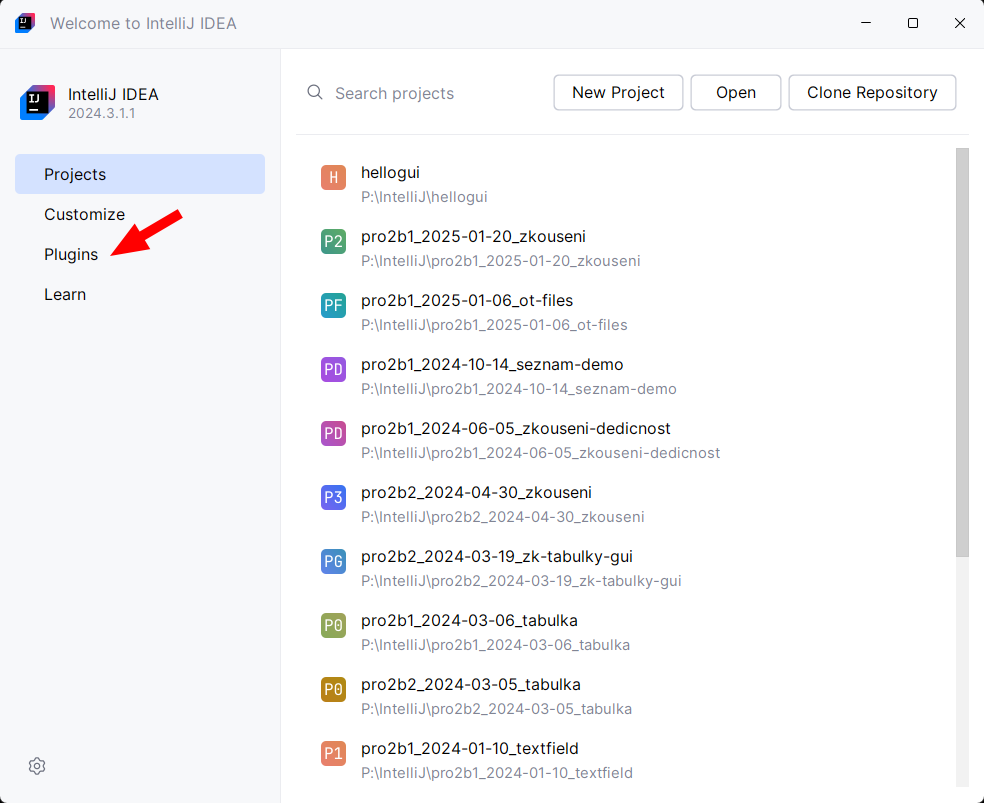 Welcome to IntelliJ IDEA
IntelliJ IDEA
2024.3.1.1
Projects
Customize
Plugins
Learn
Search projects
New Project
Open
Clone Repository
H hellogui
P:\IntelliJ\hellogui
P2 pro2b1_2025-01-20_zkouseni
P:\IntelliJ\pro2b1_2025-01-20_zkouseni
PF pro2b1_2025-01-06_ot-files
P:\IntelliJ\pro2b1_2025-01-06_ot-files
PD pro2b1_2024-10-14_seznam-demo
P:\IntelliJ\pro2b1_2024-10-14_seznam-demo
PD pro2b1_2024-06-05_zkouseni-dedicnost
P:\IntelliJ\pro2b1_2024-06-05_zkouseni-dedicnost
P3 pro2b2_2024-04-30_zkouseni
P:\IntelliJ\pro2b2_2024-04-30_zkouseni
PG pro2b2_2024-03-19_zk-tabulky-gui
P:\IntelliJ\pro2b2_2024-03-19_zk-tabulky-gui
P0 pro2b1_2024-03-06_tabulka
P:\IntelliJ\pro2b1_2024-03-06_tabulka
P0 pro2b2_2024-03-05_tabulka
P:\IntelliJ\pro2b2_2024-03-05_tabulka
P1 pro2b1_2024-01-10_textfield
P:\IntelliJ\pro2b1_2024-01-10_textfield